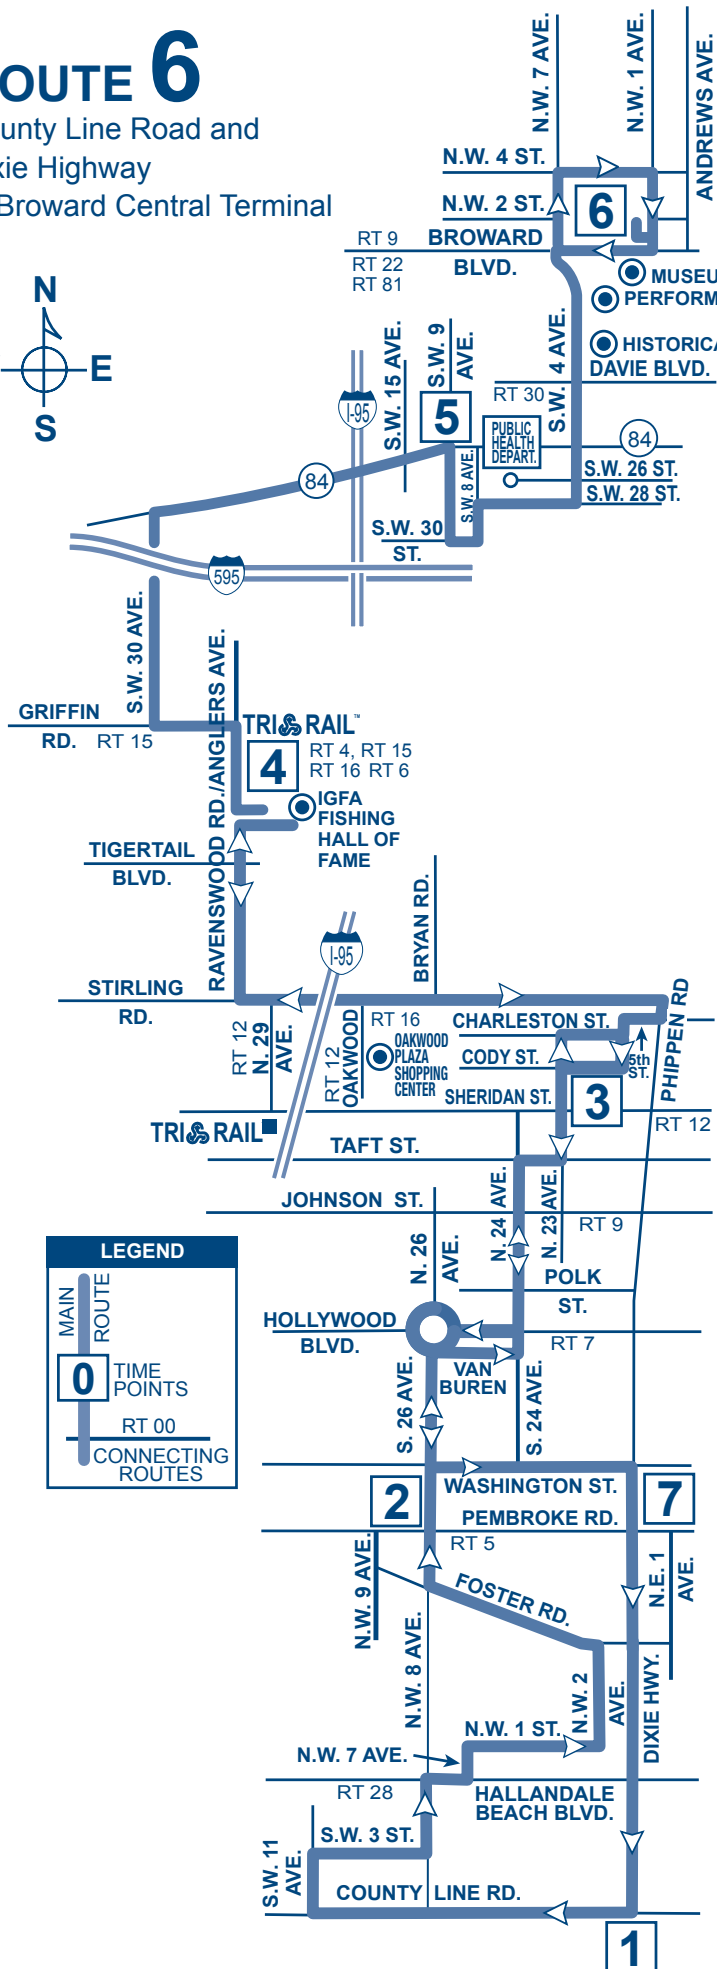 OUTE 6
unty Line Road and
xie Highway
Broward Central Terminal
N
E
S
N.W. 7 AVE.
N.W. 1 AVE.
ANDREWS AVE.
N.W. 4 ST.
N.W. 2 ST.
6
RT 9
BROWARD
BLVD.
RT 22
RT 81
MUSEU
PERFORM
HISTORICA
DAVIE BLVD.
S.W. 4 AVE.
RT 30
S.W. 15 AVE.
S.W. 9
AVE.
I-95
5
PUBLIC
HEALTH
DEPART.
84
S.W. 26 ST.
S.W. 28 ST.
S.W. 8 AVE.
84
S.W. 30
ST.
595
S.W. 30 AVE.
RAVENSWOOD RD./ANGLERS AVE.
GRIFFIN
RD.
RT 15
TRI RAIL™
4
RT 4, RT 15
RT 16 RT 6
IGFA
FISHING
HALL OF
FAME
TIGERTAIL
BLVD.
I-95
BRYAN RD.
STIRLING
RD.
PHIPPEN RD
RT 12
N. 29
AVE.
RT 12
OAKWOOD
RT 16
OAKWOOD
PLAZA
SHOPPING
CENTER
CHARLESTON ST.
CODY ST.
5th
ST.
SHERIDAN ST.
3
RT 12
TRI RAIL
TAFT ST.
JOHNSON ST.
N. 24 AVE.
N. 23 AVE.
RT 9
N. 26
AVE.
POLK
ST.
LEGEND
MAIN
ROUTE
0
TIME
POINTS
RT 00
CONNECTING
ROUTES
HOLLYWOOD
BLVD.
RT 7
VAN
BUREN
S. 26 AVE.
S. 24 AVE.
2
WASHINGTON ST.
7
PEMBROKE RD.
RT 5
N.W. 9 AVE.
FOSTER RD.
N.E. 1
AVE.
N.W. 8 AVE.
N.W. 2
AVE.
DIXIE HWY.
N.W. 1 ST.
N.W. 7 AVE.
RT 28
HALLANDALE
BEACH BLVD.
S.W. 3 ST.
S.W. 11
AVE.
COUNTY LINE RD.
1